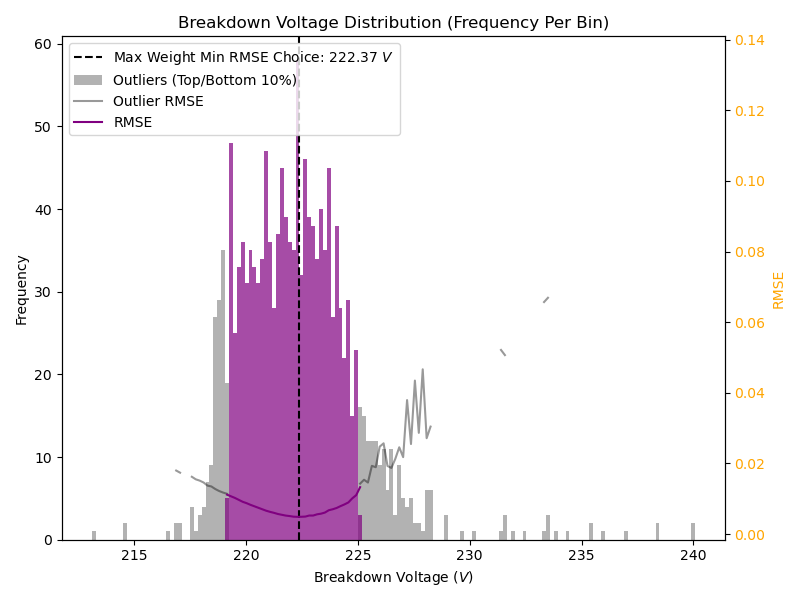 Breakdown Voltage Distribution (Frequency Per Bin)
Max Weight Min RMSE Choice: 222.37 V
Outliers (Top/Bottom 10%)
Outlier RMSE
RMSE
Frequency
60
50
40
30
20
10
0
0.14
0.12
0.10
0.08
0.06
0.04
0.02
0.00
RMSE
215 220 225 230 235 240
Breakdown Voltage (V)